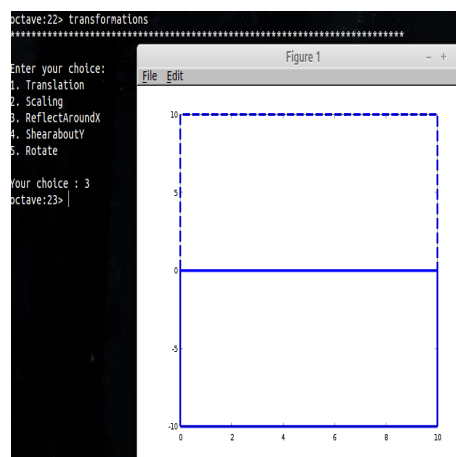 octave:22> transformations
******************************************************************************
Enter your choice:
1. Translation
2. Scaling
3. ReflectAroundX
4. ShearaboutY
5. Rotate
Your choice : 3
octave:23>
Figure 1
File Edit
10
5
0
-5
-10
0 2 4 6 8 10